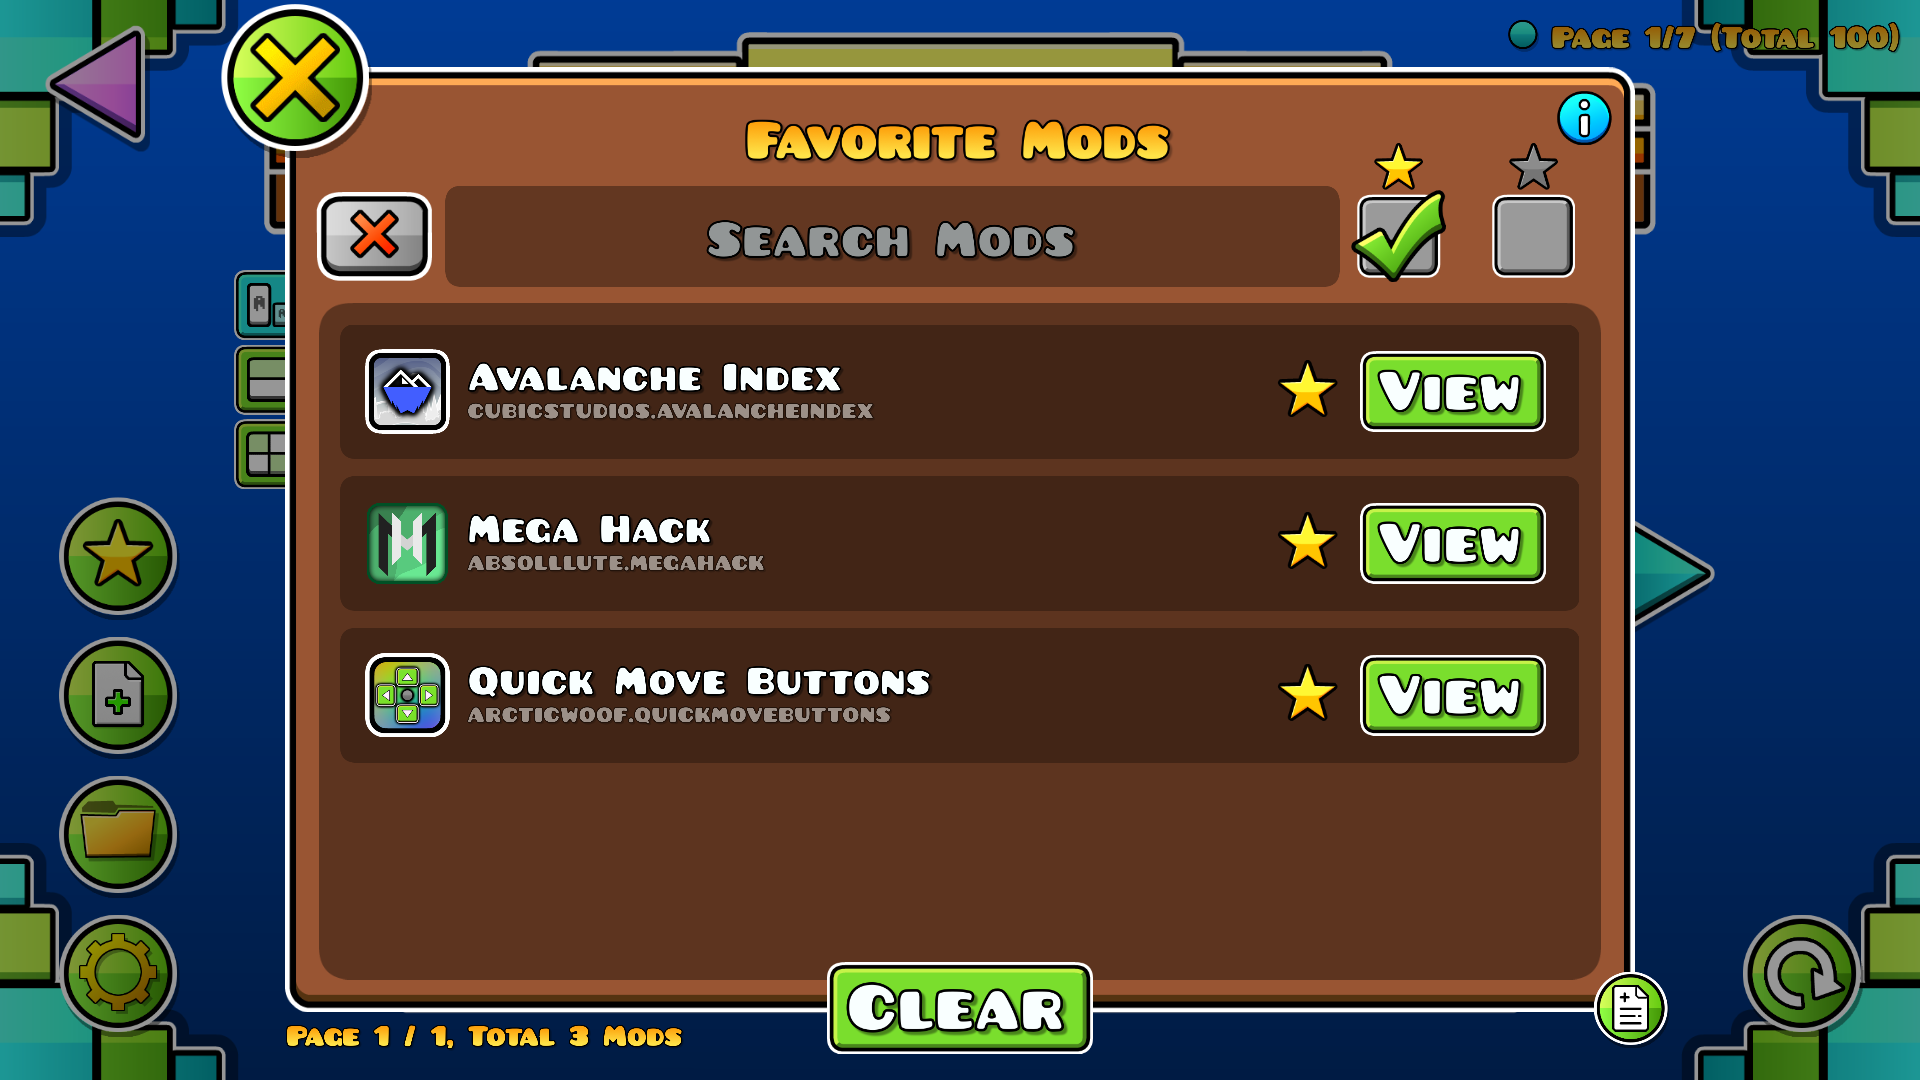 Page 1/7 (Total 100)
Favorite Mods
Search Mods
Avalanche Index
cubicstudios.avalancheindex
View
Mega Hack
absolllute.megahack
View
Quick Move Buttons
arcticwoof.quickmovebuttons
View
Clear
Page 1 / 1, Total 3 Mods